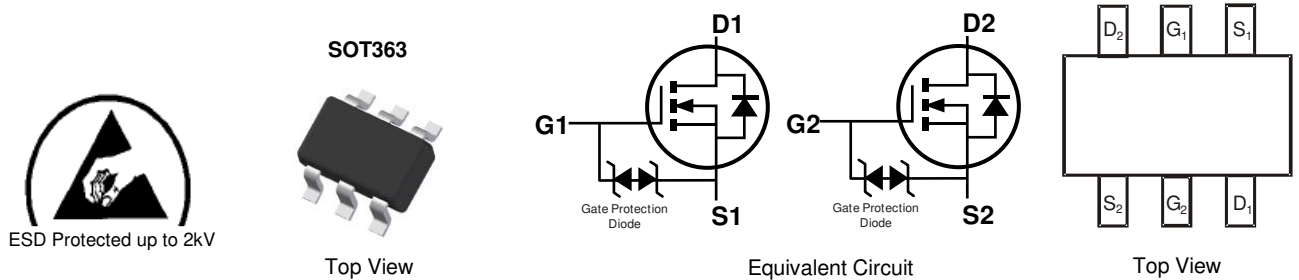 ESD Protected up to 2kV
SOT363
Top View
D1
G1
Gate Protection
Diode
S1
D2
G2
Gate Protection
Diode
S2
Equivalent Circuit
D₂ G₁ S₁
S₂ G₂ D₁
Top View